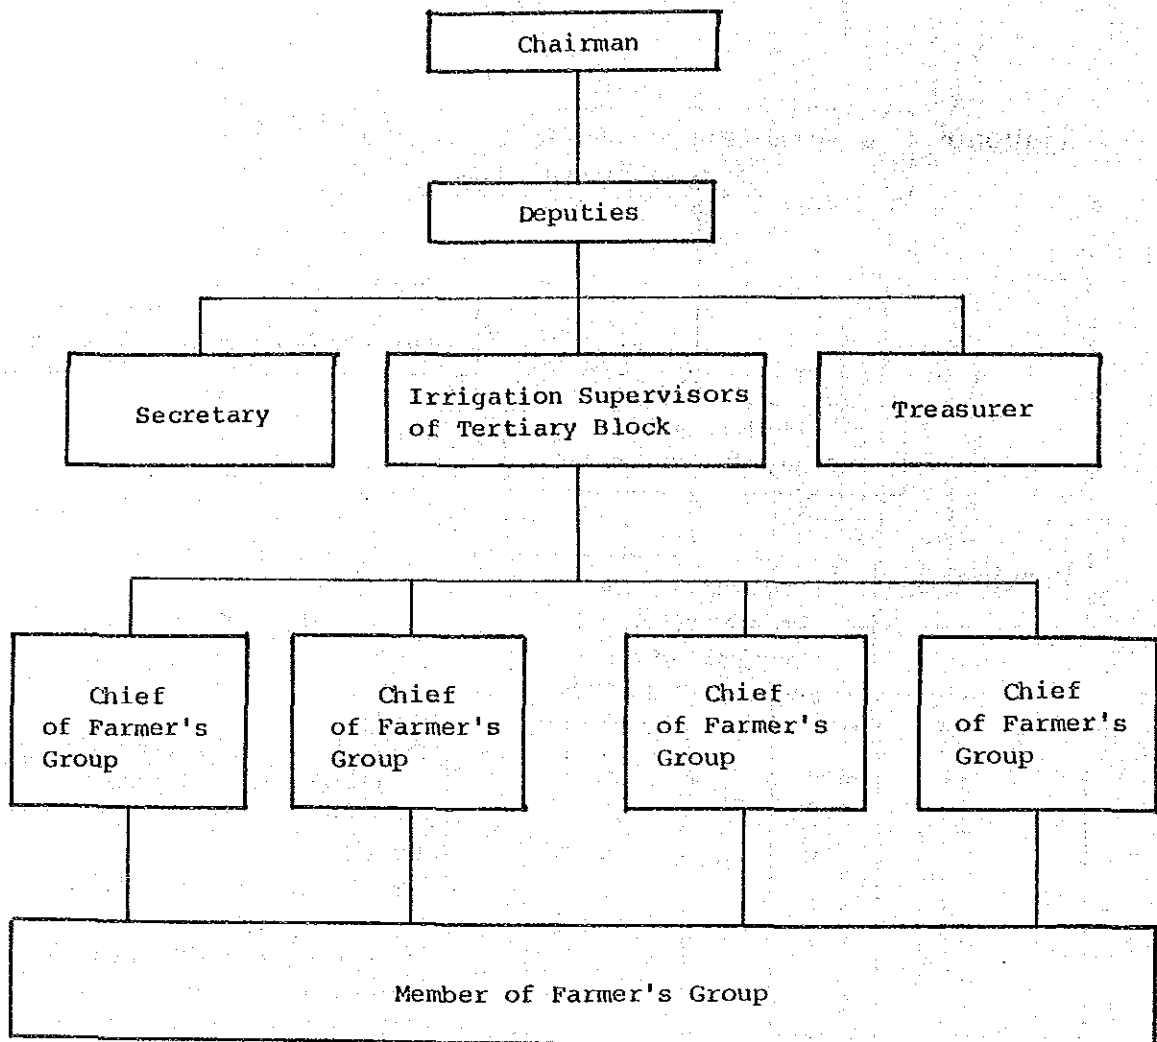 Chairman
Deputies
Secretary
Irrigation Supervisors
of Tertiary Block
Treasurer
Chief
of Farmer's
Group
Chief
of Farmer's
Group
Chief
of Farmer's
Group
Chief
of Farmer's
Group
Member of Farmer's Group